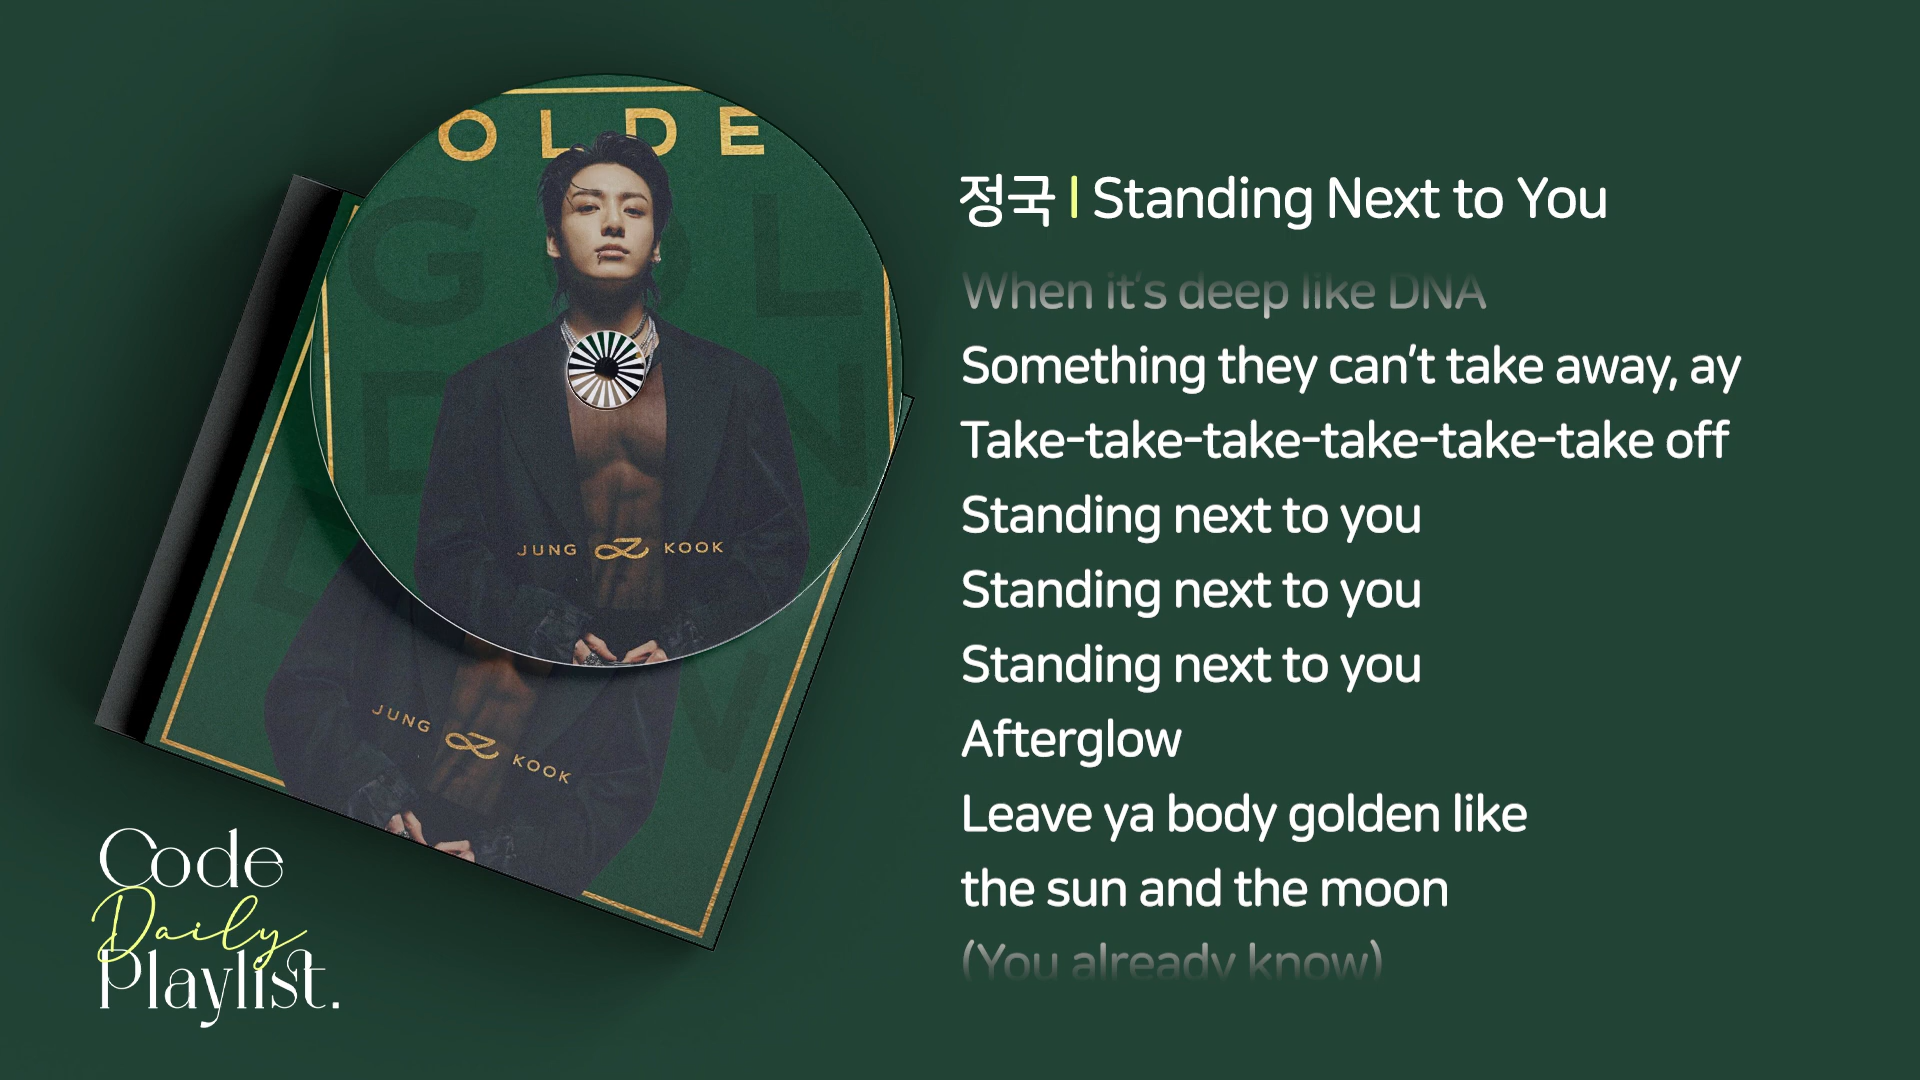 OLDE
GOL
D N
JUNG KOOK
JUNG KOOK
Code
Daily
Playlist.
정국 | Standing Next to You
When it's deep like DNA
Something they can't take away, ay
Take-take-take-take-take-take off
Standing next to you
Standing next to you
Standing next to you
Afterglow
Leave ya body golden like
the sun and the moon
(You already know)